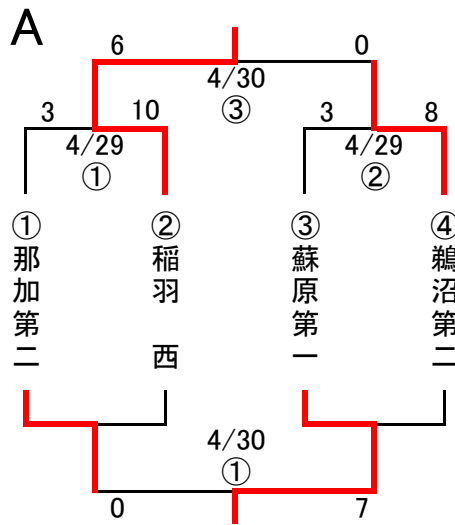 A
6 0
4/30
③
3 10 3 8
4/29 4/29
① ②
①那加第二
②稲羽 西
③蘇原第一
④鵜沼第二
4/30
①
0 7